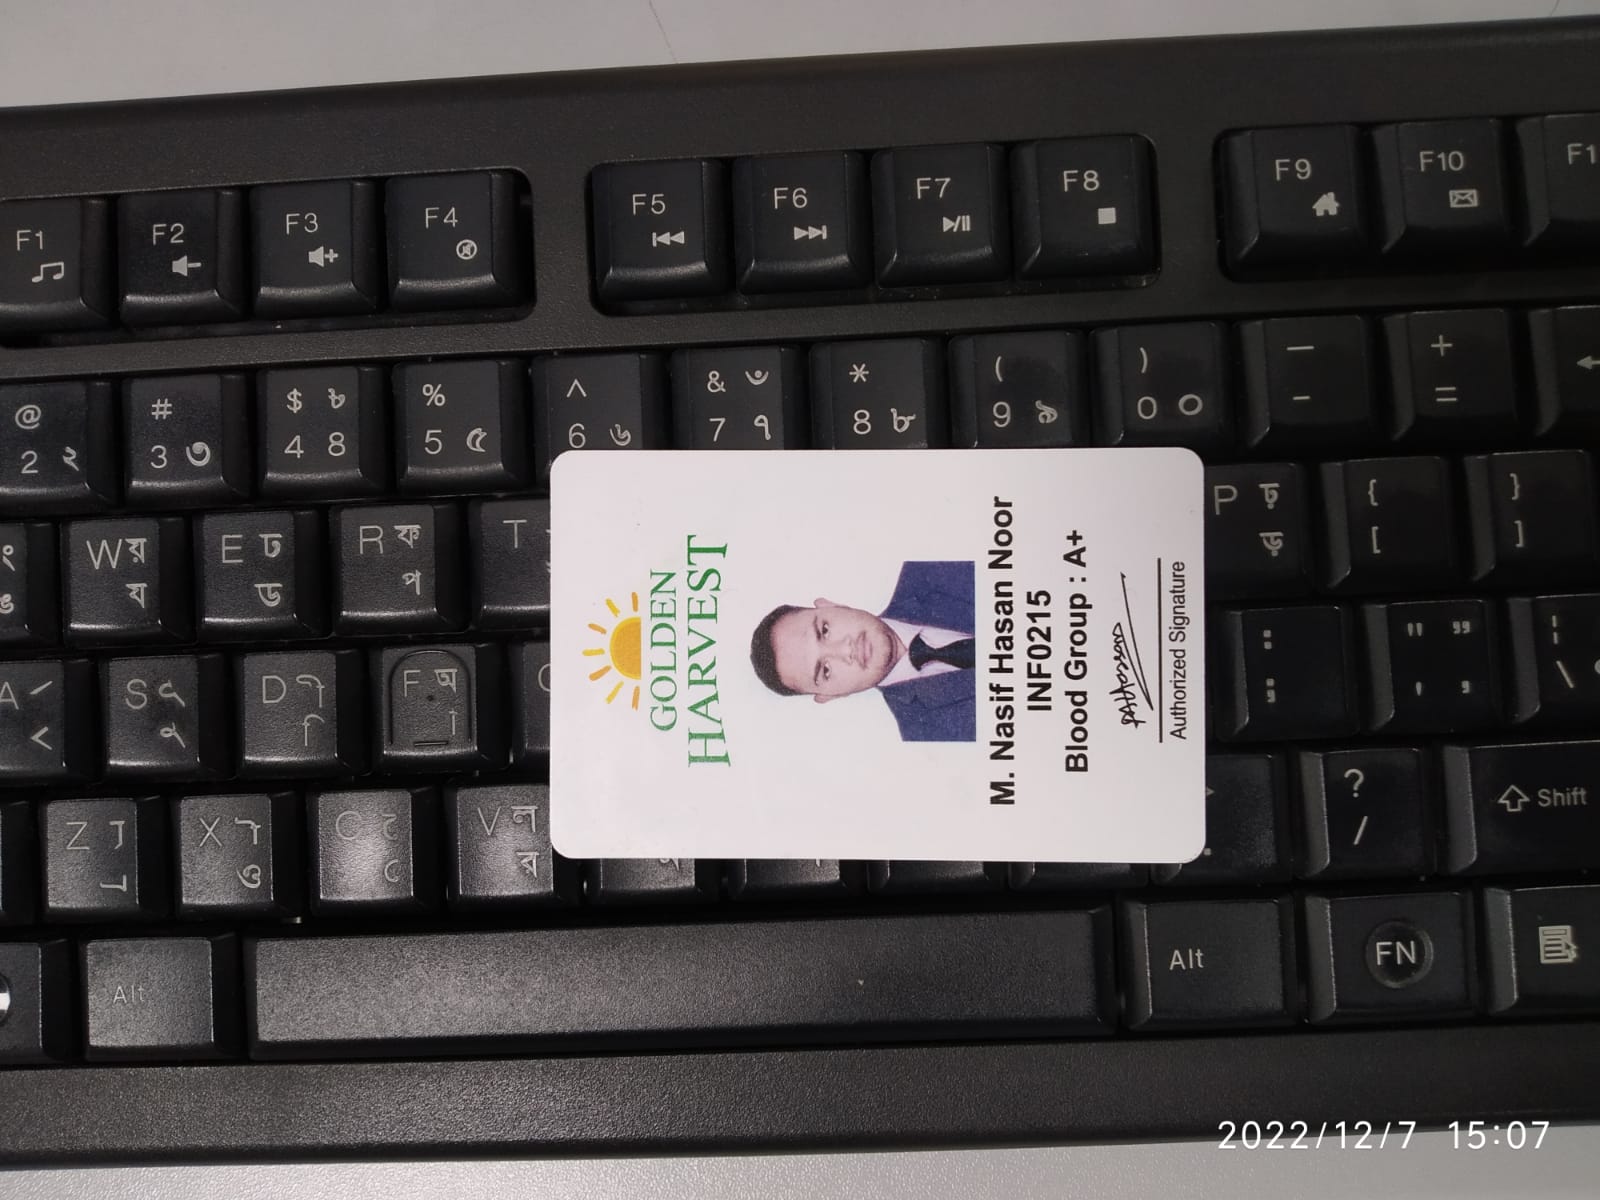 F1 F2 F3 F4 F5 F6 F7 F8 F9 F10 F1
@ # $ ৳ % ^ & ঁ * ( ) — +
2 ২ 3 ৩ 4 ৪ 5 ৫ 6 ৬ 7 ৭ 8 ৮ 9 ৯ 0 ০ - =
W য় য E ঢ ড R ফ প T P ঢ় ড় { [ } ]
A S D F অ া : ; " " ' ' \
Z X C V ল র ? / Shift
Alt Alt FN
GOLDEN
HARVEST
M. Nasif Hasan Noor
INF0215
Blood Group : A+
Authorized Signature
2022/12/7 15:07